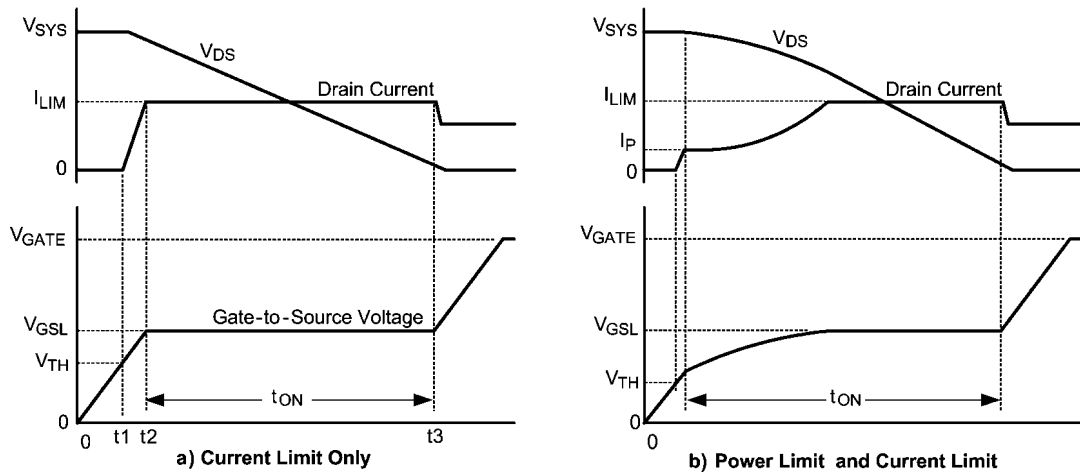 VSYS
VDS
ILIM
Drain Current
0
VGATE
VGSL
Gate-to-Source Voltage
VTH
tON
0
0 t1 t2 t3
a) Current Limit Only
VSYS
VDS
ILIM
Drain Current
IP
0
VGATE
VGSL
VTH
tON
0
0
b) Power Limit and Current Limit